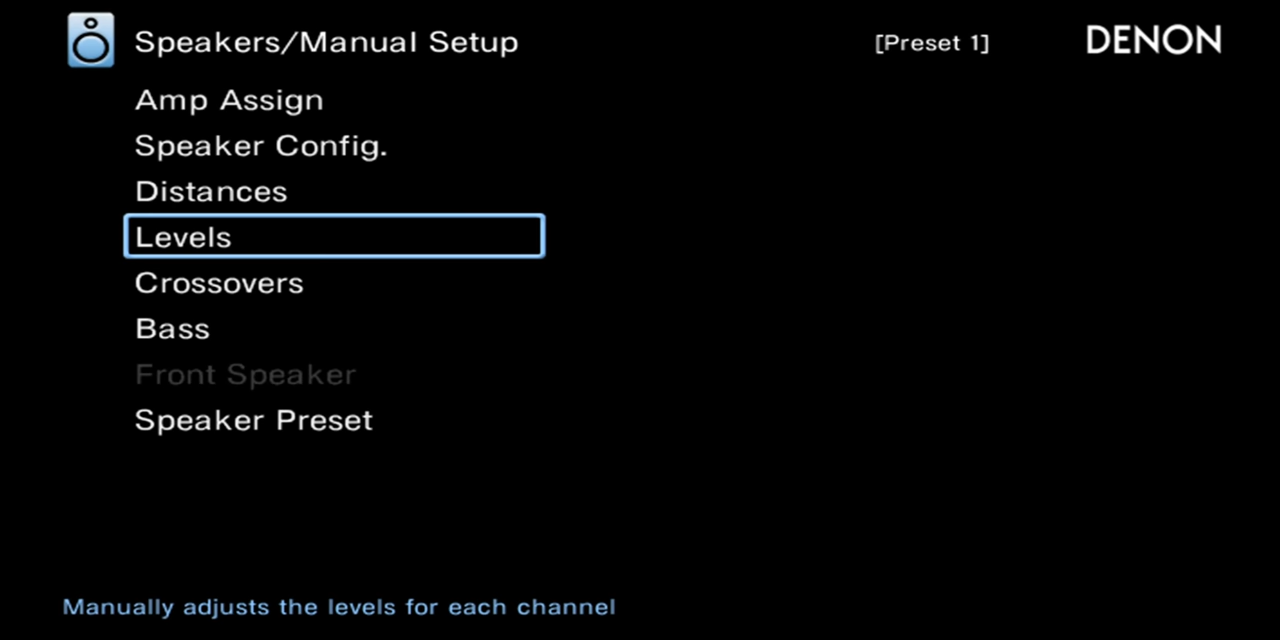 Speakers/Manual Setup [Preset 1] DENON
Amp Assign
Speaker Config.
Distances
Levels
Crossovers
Bass
Front Speaker
Speaker Preset
Manually adjusts the levels for each channel